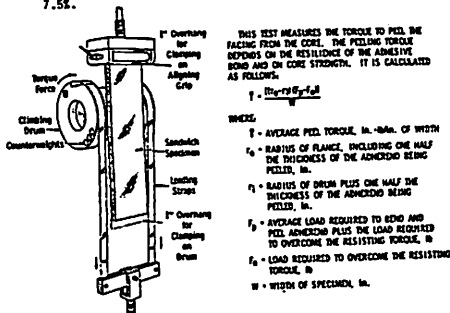 7.5%.
1" Overhang
for
Clamping
on
Aligning
Grip
Torque
Force
Climbing
Drum
Counterweights
Sandwich
Specimen
Loading
Straps
1" Overhang
for
Clamping
on
Drum
THIS TEST MEASURES THE TORQUE TO PEEL THE
FACING FROM THE CORE. THE PEELING TORQUE
DEPENDS ON THE RESILIENCE OF THE ADHESIVE
BOND AND ON CORE STRENGTH. IT IS CALCULATED
AS FOLLOWS.
T̄ = [(r₀-rᵢ)(Fp-F₀)]/W
WHERE
T̄ = AVERAGE PEEL TORQUE, in.-lb/in. OF WIDTH
r₀ = RADIUS OF FLANGE, INCLUDING ONE HALF
THE THICKNESS OF THE ADHEREND BEING
PEELED, in.
rᵢ = RADIUS OF DRUM PLUS ONE HALF THE
THICKNESS OF THE ADHEREND BEING
PEELED, in.
Fp = AVERAGE LOAD REQUIRED TO BEND AND
PEEL ADHEREND PLUS THE LOAD REQUIRED
TO OVERCOME THE RESISTING TORQUE, lb
F₀ = LOAD REQUIRED TO OVERCOME THE RESISTING
TORQUE, lb
W = WIDTH OF SPECIMEN, in.